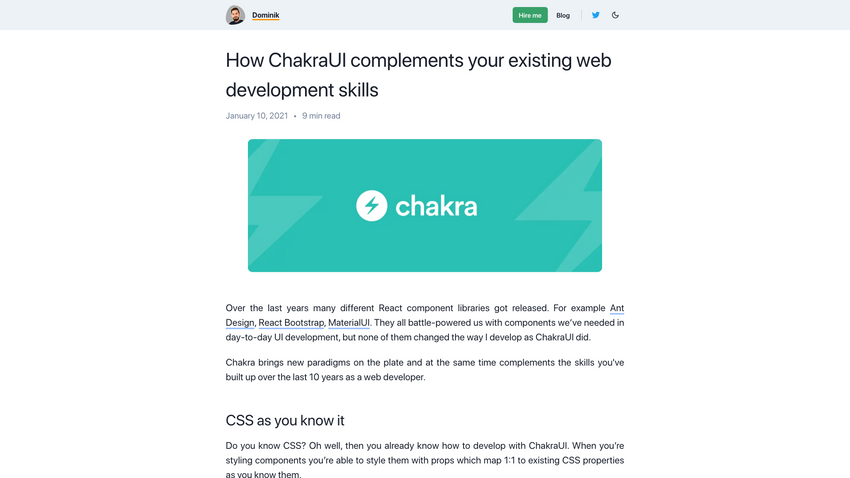 Dominik
Hire me
Blog
How ChakraUI complements your existing web
development skills
January 10, 2021 • 9 min read
chakra
Over the last years many different React component libraries got released. For example Ant
Design, React Bootstrap, MaterialUI. They all battle-powered us with components we've needed in
day-to-day UI development, but none of them changed the way I develop as ChakraUI did.
Chakra brings new paradigms on the plate and at the same time complements the skills you've
built up over the last 10 years as a web developer.
CSS as you know it
Do you know CSS? Oh well, then you already know how to develop with ChakraUI. When you're
styling components you're able to style them with props which map 1:1 to existing CSS properties
as you know them.